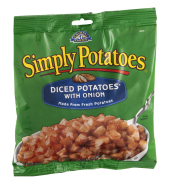 Simply Potatoes
DICED POTATOES
WITH ONION
Made from Fresh Potatoes